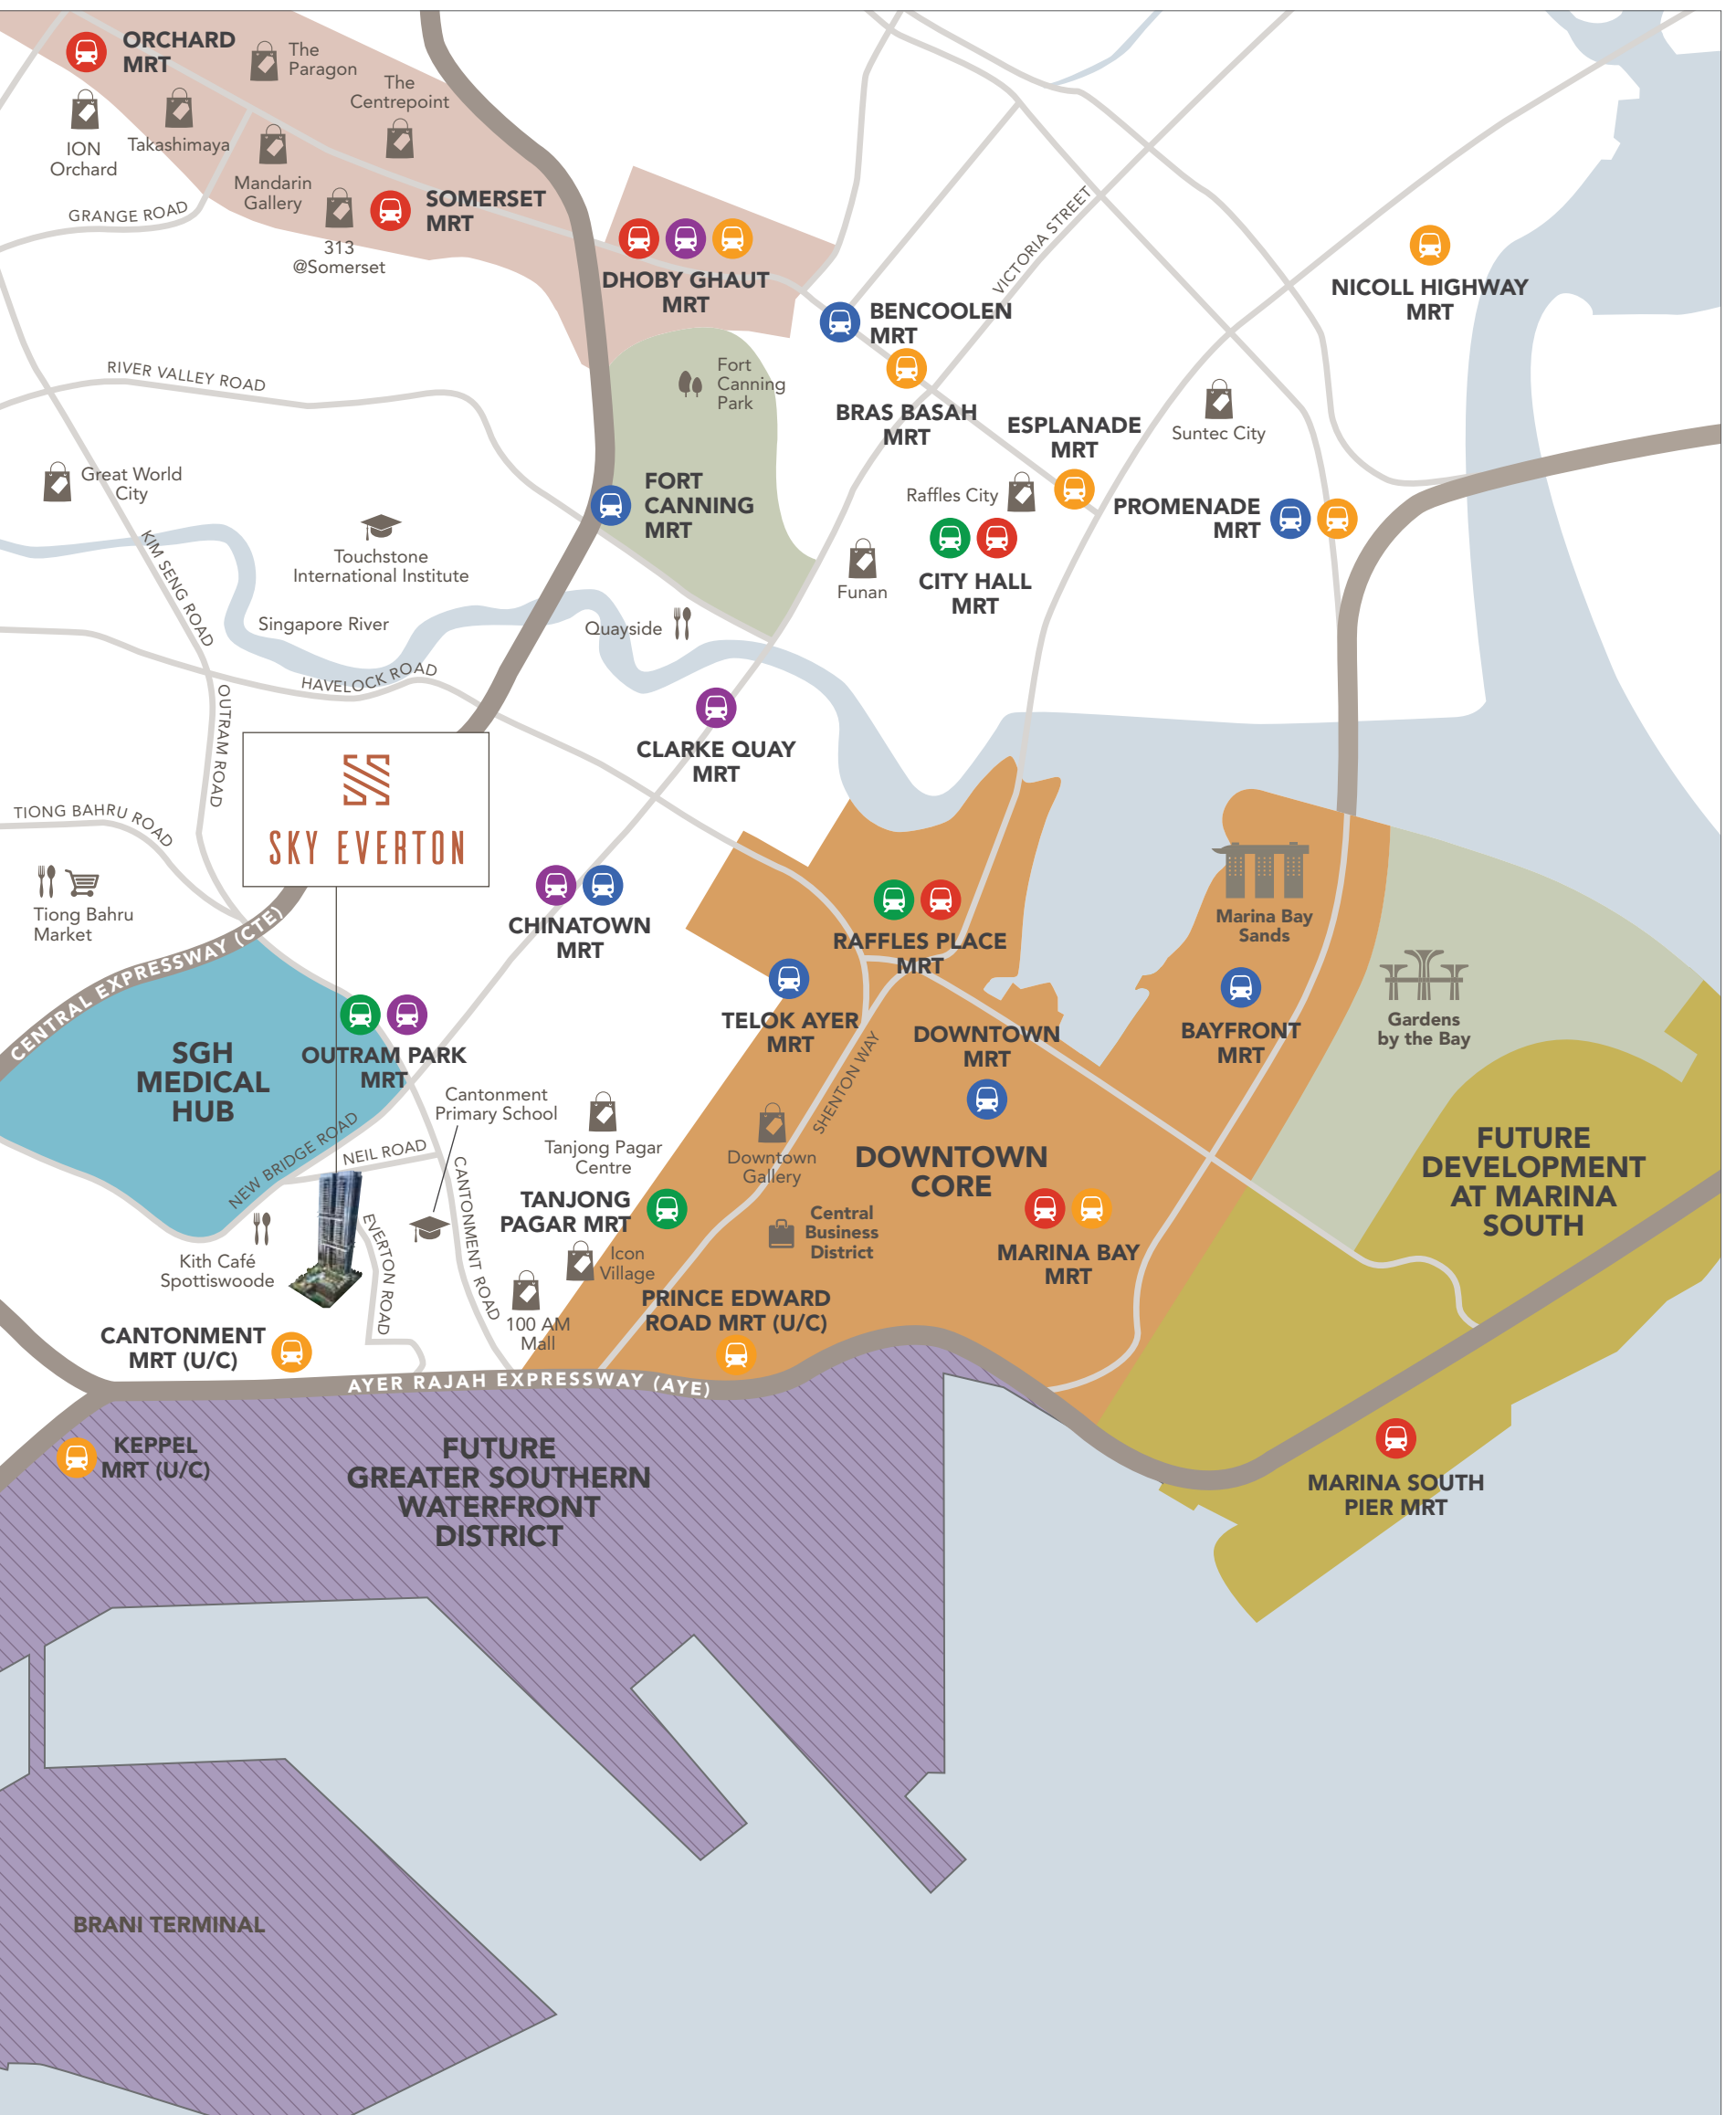 ORCHARD
MRT
The
Paragon
The
Centrepoint
ION
Orchard
Takashimaya
Mandarin
Gallery
GRANGE ROAD
313
@Somerset
SOMERSET
MRT
DHOBY GHAUT
MRT
VICTORIA STREET
NICOLL HIGHWAY
MRT
BENCOOLEN
MRT
RIVER VALLEY ROAD
Fort
Canning
Park
BRAS BASAH
MRT
ESPLANADE
MRT
Suntec City
Great World
City
FORT
CANNING
MRT
Raffles City
PROMENADE
MRT
KIM SENG ROAD
Touchstone
International Institute
Funan
CITY HALL
MRT
Singapore River
Quayside
HAVELOCK ROAD
OUTRAM ROAD
CLARKE QUAY
MRT
SKY EVERTON
TIONG BAHRU ROAD
Tiong Bahru
Market
CENTRAL EXPRESSWAY (CTE)
CHINATOWN
MRT
RAFFLES PLACE
MRT
Marina Bay
Sands
TELOK AYER
MRT
DOWNTOWN
MRT
BAYFRONT
MRT
Gardens
by the Bay
SGH
MEDICAL
HUB
OUTRAM PARK
MRT
Cantonment
Primary School
SHENTON WAY
NEW BRIDGE ROAD
NEIL ROAD
CANTONMENT ROAD
Tanjong Pagar
Centre
Downtown
Gallery
DOWNTOWN
CORE
FUTURE
DEVELOPMENT
AT MARINA
SOUTH
TANJONG
PAGAR MRT
Central
Business
District
EVERTON ROAD
Kith Café
Spottiswoode
Icon
Village
MARINA BAY
MRT
PRINCE EDWARD
ROAD MRT (U/C)
100 AM
Mall
CANTONMENT
MRT (U/C)
AYER RAJAH EXPRESSWAY (AYE)
KEPPEL
MRT (U/C)
FUTURE
GREATER SOUTHERN
WATERFRONT
DISTRICT
MARINA SOUTH
PIER MRT
BRANI TERMINAL